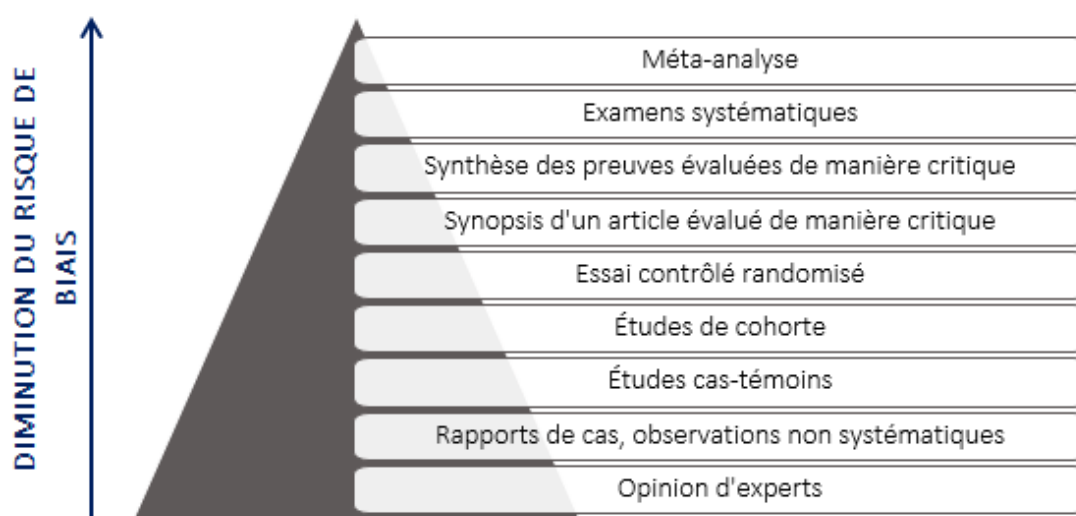 DIMINUTION DU RISQUE DE
BIAIS
Méta-analyse
Examens systématiques
Synthèse des preuves évaluées de manière critique
Synopsis d'un article évalué de manière critique
Essai contrôlé randomisé
Études de cohorte
Études cas-témoins
Rapports de cas, observations non systématiques
Opinion d'experts